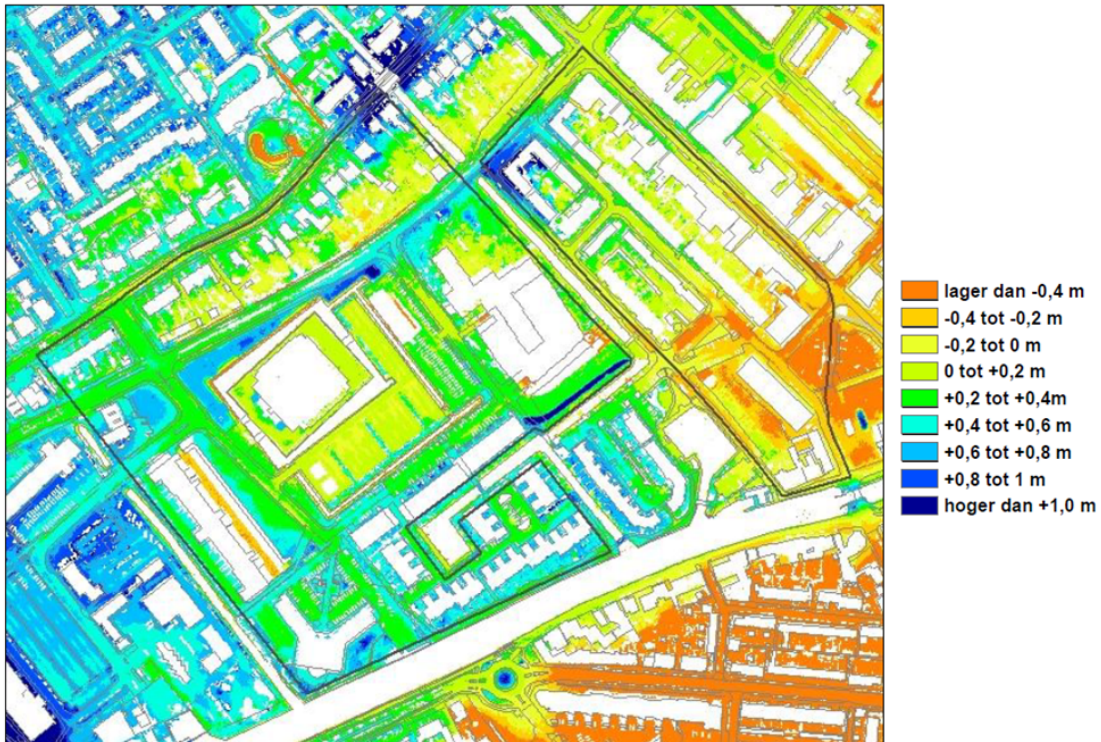 lager dan -0,4 m
-0,4 tot -0,2 m
-0,2 tot 0 m
0 tot +0,2 m
+0,2 tot +0,4m
+0,4 tot +0,6 m
+0,6 tot +0,8 m
+0,8 tot 1 m
hoger dan +1,0 m